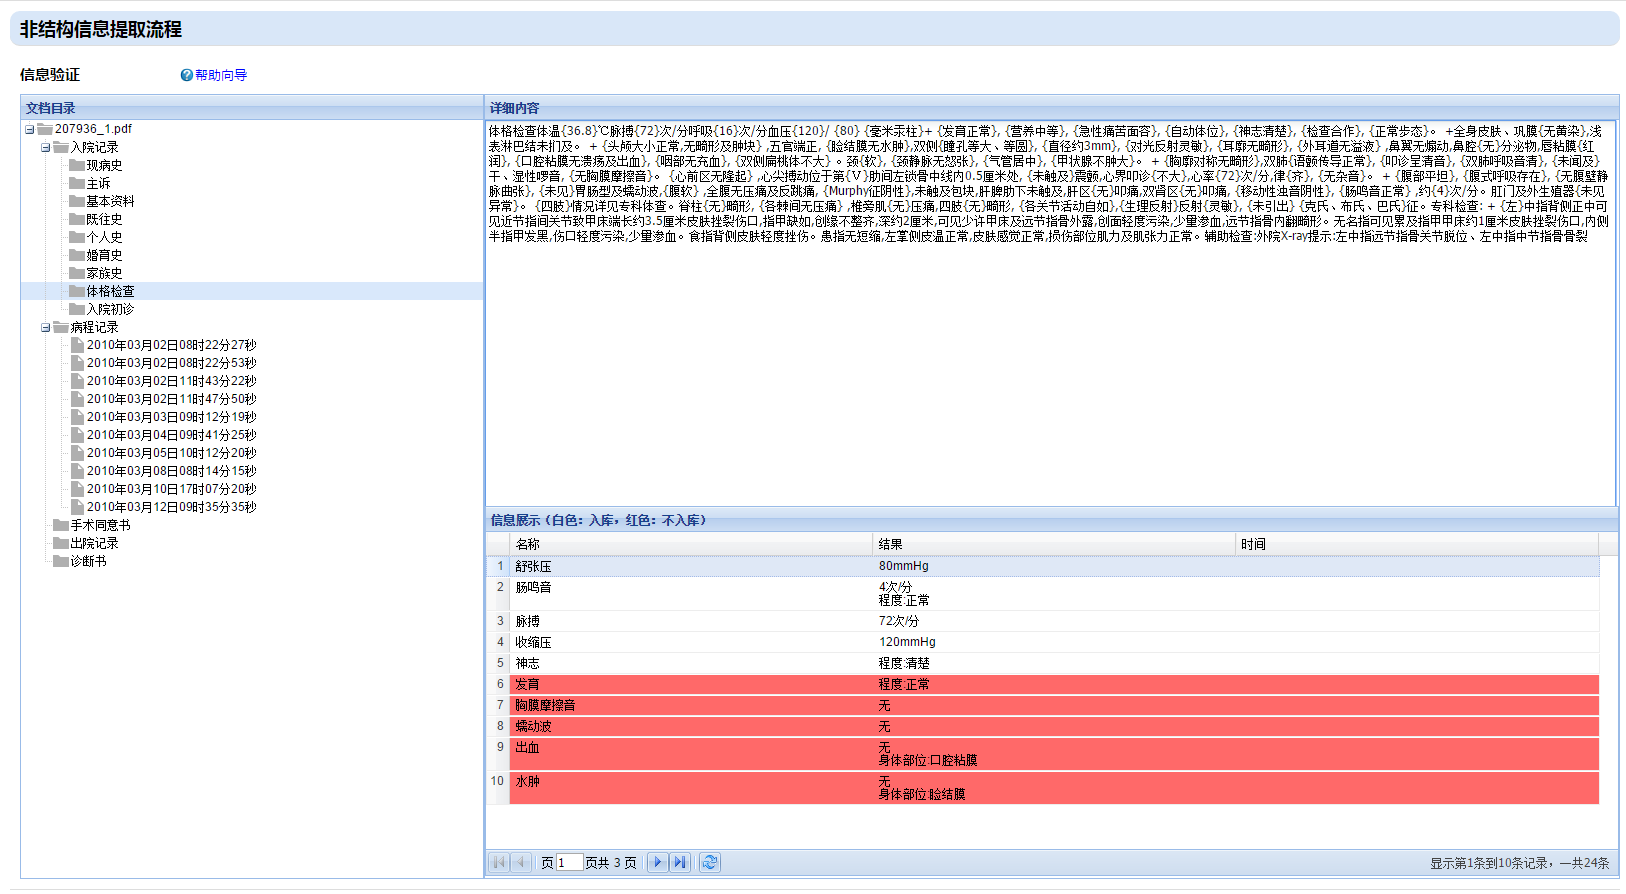 非结构信息提取流程
信息验证
帮助向导
文档目录
207936_1.pdf
入院记录
现病史
主诉
基本资料
既往史
个人史
婚育史
家族史
体格检查
入院初诊
病程记录
2010年03月02日08时22分27秒
2010年03月02日08时22分53秒
2010年03月02日11时43分22秒
2010年03月02日11时47分50秒
2010年03月03日09时12分19秒
2010年03月04日09时41分25秒
2010年03月05日10时12分20秒
2010年03月08日08时14分15秒
2010年03月10日17时07分20秒
2010年03月12日09时35分35秒
手术同意书
出院记录
诊断书
详细内容
体格检查体温{36.8}℃脉搏{72}次/分呼吸{16}次/分血压{120}/ {80} {毫米汞柱}+ {发育正常}, {营养中等}, {急性痛苦面容}, {自动体位}, {神志清楚}, {检查合作}, {正常步态}。 +全身皮肤、巩膜{无黄染},浅
表淋巴结未扪及。 + {头颅大小正常,无畸形及肿块} ,五官端正, {睑结膜无水肿},双侧{瞳孔等大、等圆}, {直径约3mm}, {对光反射灵敏}, {耳廓无畸形}, {外耳道无溢液} ,鼻翼无煽动,鼻腔{无}分泌物,唇粘膜{红
润}, {口腔粘膜无溃疡及出血}, {咽部无充血}, {双侧扁桃体不大} 。颈{软}, {颈静脉无怒张}, {气管居中}, {甲状腺不肿大}。 + {胸廓对称无畸形},双肺{语颤传导正常}, {叩诊呈清音}, {双肺呼吸音清}, {未闻及}
干、湿性啰音, {无胸膜摩擦音}。 {心前区无隆起} ,心尖搏动位于第{Ⅴ}肋间左锁骨中线内0.5厘米处, {未触及}震颤,心界叩诊{不大},心率{72}次/分,律{齐}, {无杂音}。 + {腹部平坦}, {腹式呼吸存在}, {无腹壁静
脉曲张}, {未见}胃肠型及蠕动波,{腹软} ,全腹无压痛及反跳痛, {Murphy征阴性},未触及包块,肝脾肋下未触及,肝区{无}叩痛,双肾区{无}叩痛, {移动性浊音阴性}, {肠鸣音正常} ,约{4}次/分。肛门及外生殖器{未见
异常}。 {四肢}情况详见专科体查。脊柱{无}畸形, {各棘间无压痛} ,椎旁肌{无}压痛,四肢{无}畸形, {各关节活动自如},{生理反射}反射{灵敏}, {未引出} {克氏、布氏、巴氏}征。专科检查: + {左}中指背侧正中可
见近节指间关节致甲床端长约3.5厘米皮肤挫裂伤口,指甲缺如,创缘不整齐,深约2厘米,可见少许甲床及远节指骨外露,创面轻度污染,少量渗血,远节指骨内翻畸形。无名指可见累及指甲甲床约1厘米皮肤挫裂伤口,内侧
半指甲发黑,伤口轻度污染,少量渗血。食指背侧皮肤轻度挫伤。患指无短缩,左掌侧皮温正常,皮肤感觉正常,损伤部位肌力及肌张力正常。辅助检查:外院X-ray提示:左中指远节指骨关节脱位、左中指中节指骨骨裂
信息展示（白色：入库，红色：不入库）
名称 结果 时间
1 舒张压 80mmHg
2 肠鸣音 4次/分
程度:正常
3 脉搏 72次/分
4 收缩压 120mmHg
5 神志 程度:清楚
6 发育 程度:正常
7 胸膜摩擦音 无
8 蠕动波 无
9 出血 无
身体部位:口腔粘膜
10 水肿 无
身体部位:睑结膜
页 1 页共 3 页
显示第1条到10条记录，一共24条